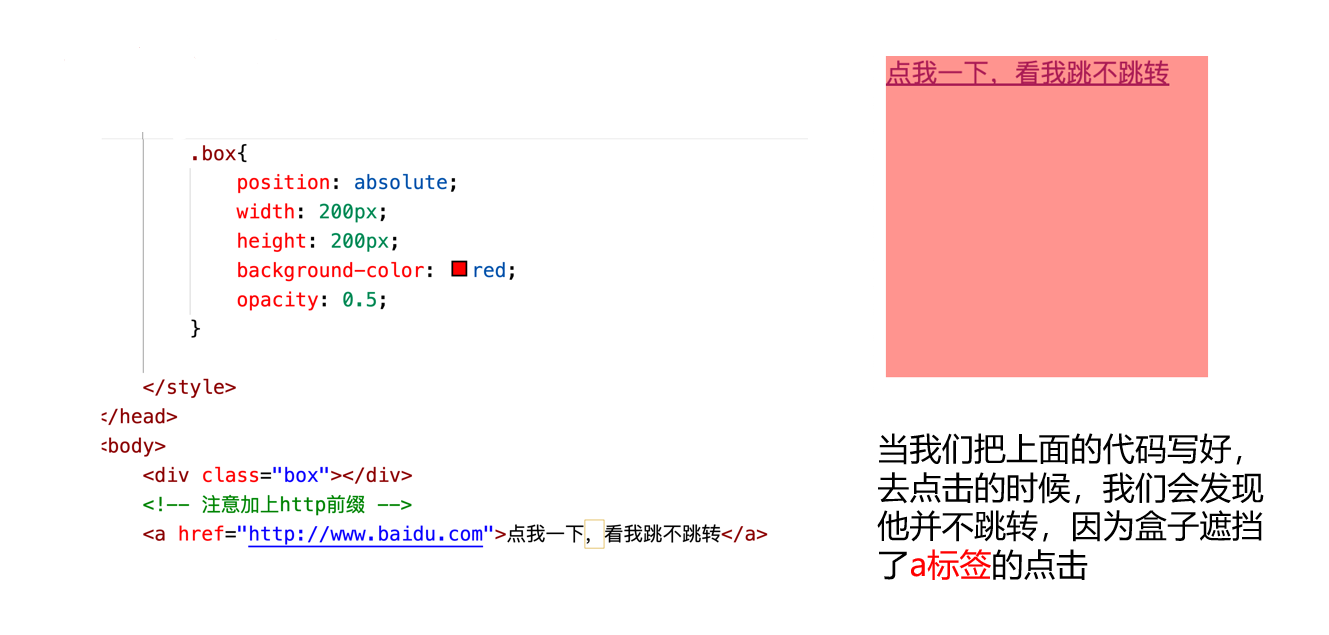 点我一下，看我跳不跳转
.box{
position: absolute;
width: 200px;
height: 200px;
background-color: red;
opacity: 0.5;
}
</style>
</head>
<body>
<div class="box"></div>
<!-- 注意加上http前缀 -->
<a href="http://www.baidu.com">点我一下，看我跳不跳转</a>
当我们把上面的代码写好，
去点击的时候，我们会发现
他并不跳转，因为盒子遮挡
了a标签的点击